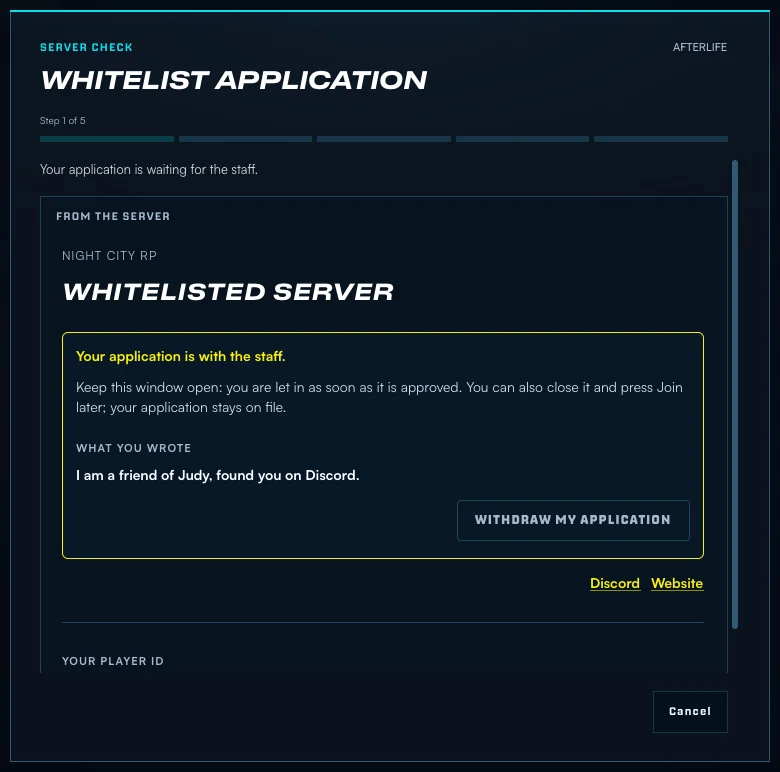 SERVER CHECK
AFTERLIFE
WHITELIST APPLICATION
Step 1 of 5
Your application is waiting for the staff.
FROM THE SERVER
NIGHT CITY RP
WHITELISTED SERVER
Your application is with the staff.
Keep this window open: you are let in as soon as it is approved. You can also close it and press Join
later; your application stays on file.
WHAT YOU WROTE
I am a friend of Judy, found you on Discord.
WITHDRAW MY APPLICATION
Discord Website
YOUR PLAYER ID
Cancel